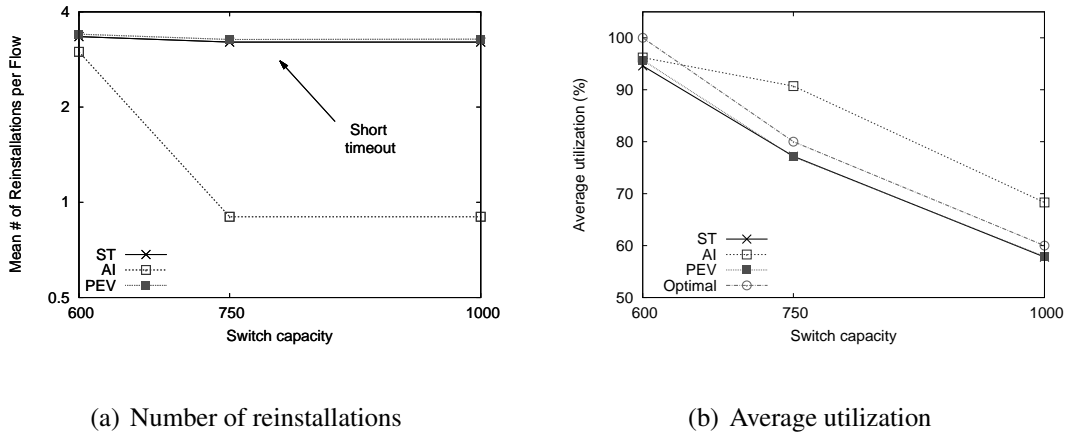 4
2
1
0.5
600
750
1000
Switch capacity
Mean # of Reinstallations per Flow
Short
timeout
ST
AI
PEV
100
90
80
70
60
50
600
750
1000
Switch capacity
Average utilization (%)
ST
AI
PEV
Optimal
(a) Number of reinstallations
(b) Average utilization